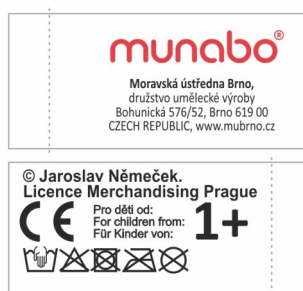 munabo®
Moravská ústředna Brno,
družstvo umělecké výroby
Bohunická 576/52, Brno 619 00
CZECH REPUBLIC, www.mubrno.cz
© Jaroslav Němeček.
Licence Merchandising Prague
CE
Pro děti od:
For children from:
Für Kinder von:
1+